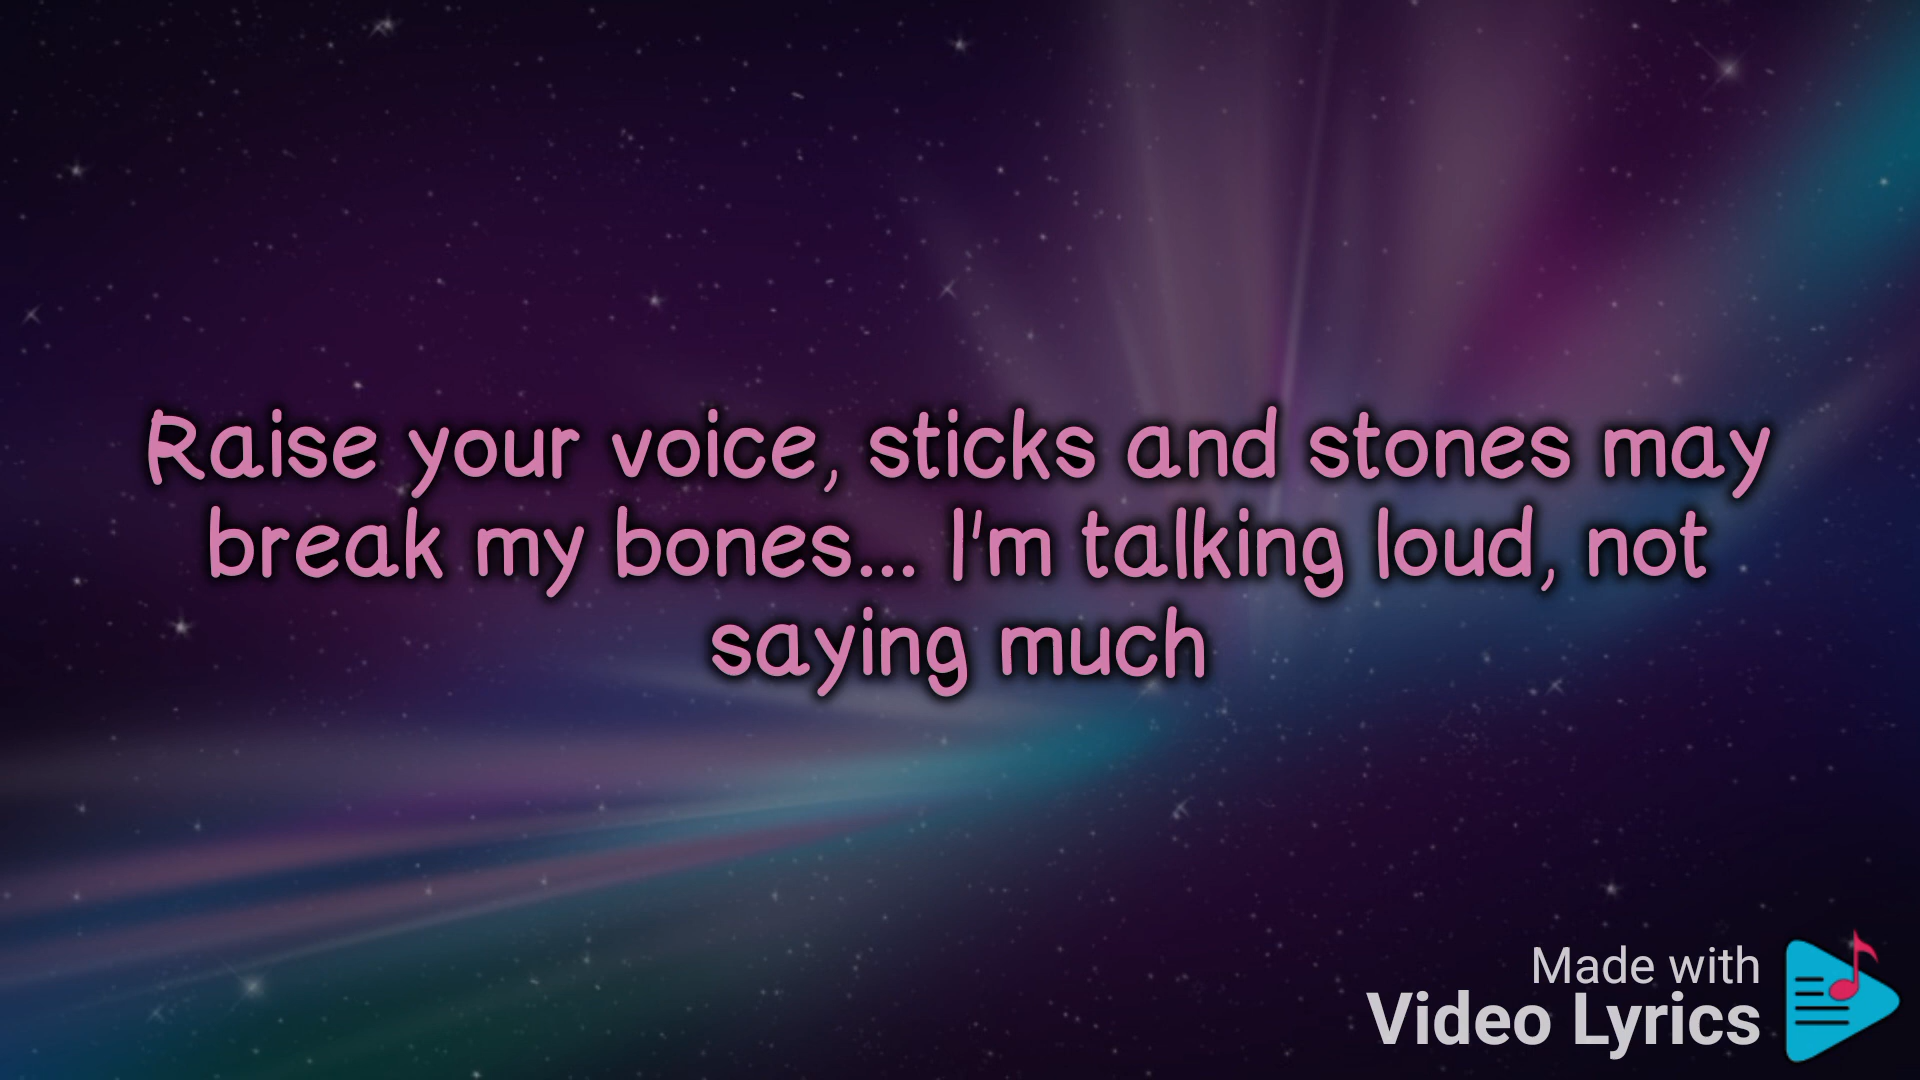 Raise your voice, sticks and stones may
break my bones... I'm talking loud, not
saying much
Made with
Video Lyrics